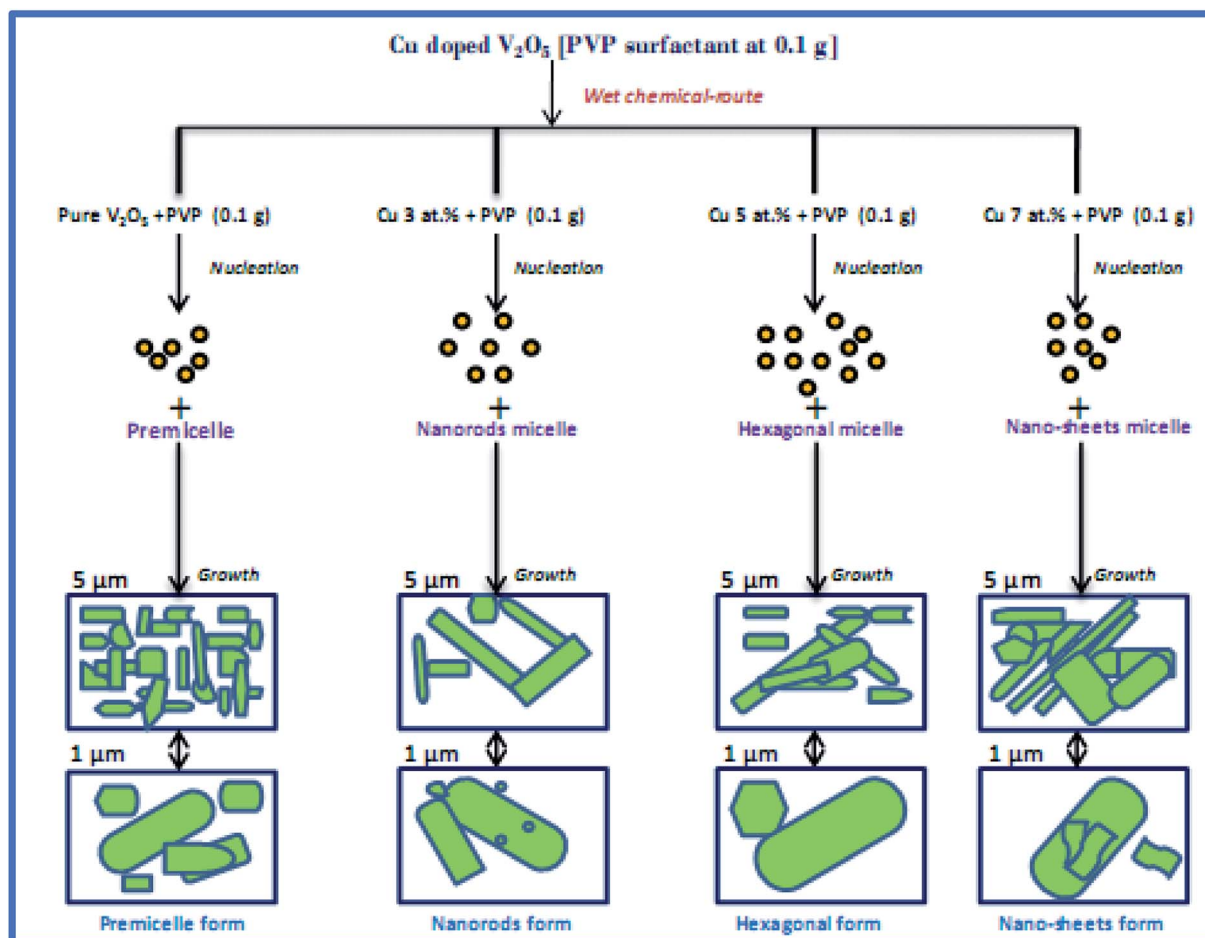 Cu doped V₂O₅ [PVP surfactant at 0.1 g]
Wet chemical-route
Pure V₂O₅ +PVP (0.1 g)
Cu 3 at.% + PVP (0.1 g)
Cu 5 at.% + PVP (0.1 g)
Cu 7 at.% + PVP (0.1 g)
Nucleation
Nucleation
Nucleation
Nucleation
+
+
+
+
Premicelle
Nanorods micelle
Hexagonal micelle
Nano-sheets micelle
5 μm
Growth
5 μm
Growth
5 μm
Growth
5 μm
Growth
1 μm
1 μm
1 μm
1 μm
Premicelle form
Nanorods form
Hexagonal form
Nano-sheets form